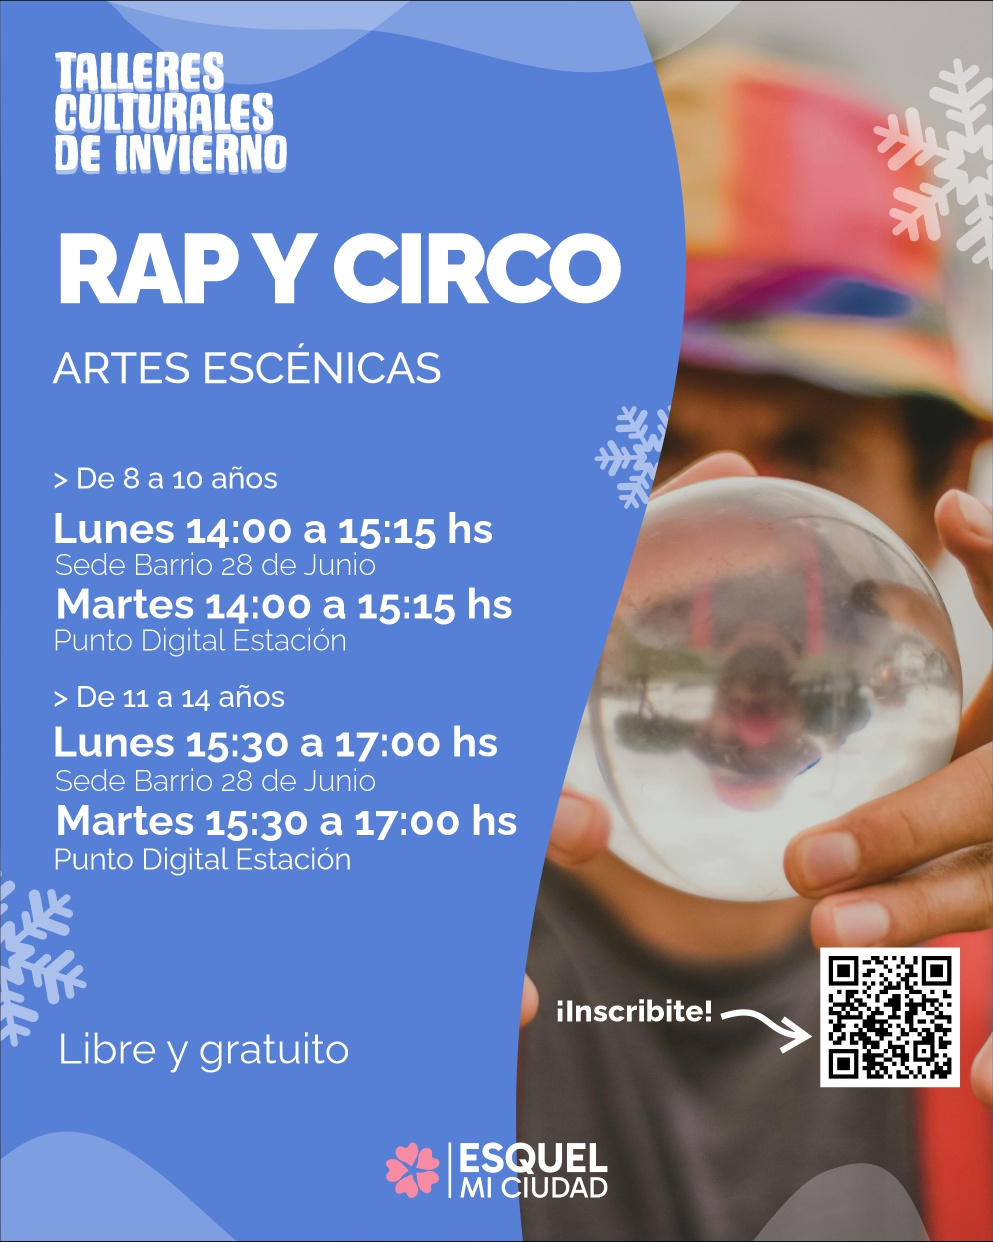 TALLERES
CULTURALES
DE INVIERNO
RAP Y CIRCO
ARTES ESCÉNICAS
> De 8 a 10 años
Lunes 14:00 a 15:15 hs
Sede Barrio 28 de Junio
Martes 14:00 a 15:15 hs
Punto Digital Estación
> De 11 a 14 años
Lunes 15:30 a 17:00 hs
Sede Barrio 28 de Junio
Martes 15:30 a 17:00 hs
Punto Digital Estación
¡Inscribite!
Libre y gratuito
ESQUEL
MI CIUDAD